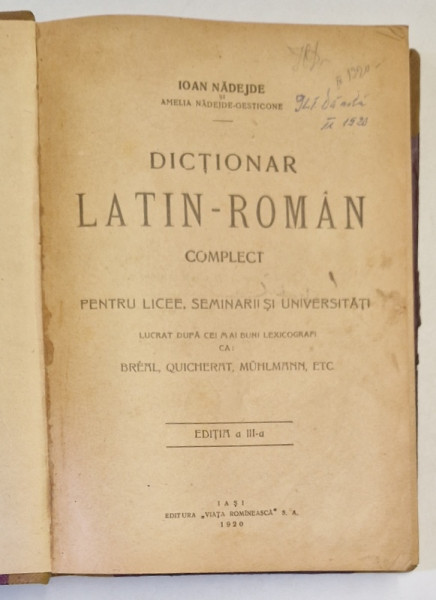 IOAN NĂDEJDE
ȘI
AMELIA NĂDEJDE-GESTICONE
DICȚIONAR
LATIN-ROMÂN
COMPLECT
PENTRU LICEE, SEMINARII ȘI UNIVERSITĂȚI
LUCRAT DUPĂ CEI MAI BUNI LEXICOGRAFI
CA:
BRÉAL, QUICHERAT, MÜHLMANN, ETC.
EDIȚIA a III-a
IAȘI
EDITURA „VIAȚA ROMÎNEASCĂ" S. A.
1920